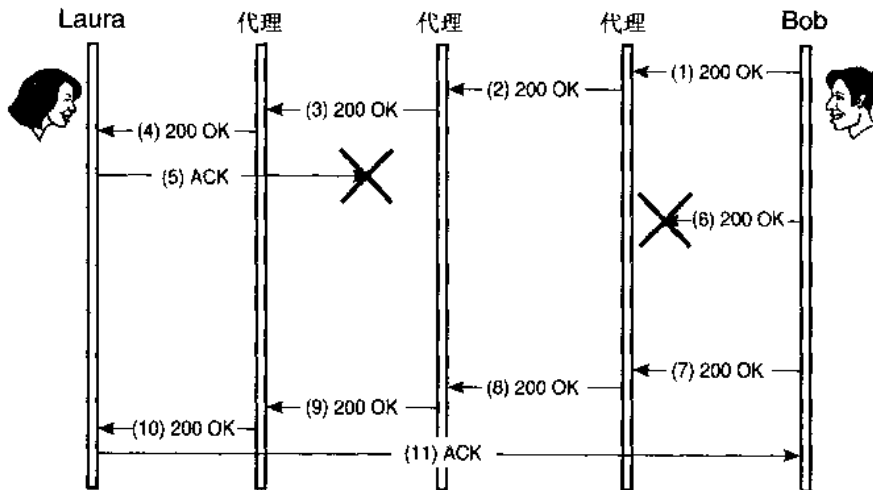 Laura 代理 代理 代理 Bob
(1) 200 OK
(2) 200 OK
(3) 200 OK
(4) 200 OK
(5) ACK
(6) 200 OK
(7) 200 OK
(8) 200 OK
(9) 200 OK
(10) 200 OK
(11) ACK